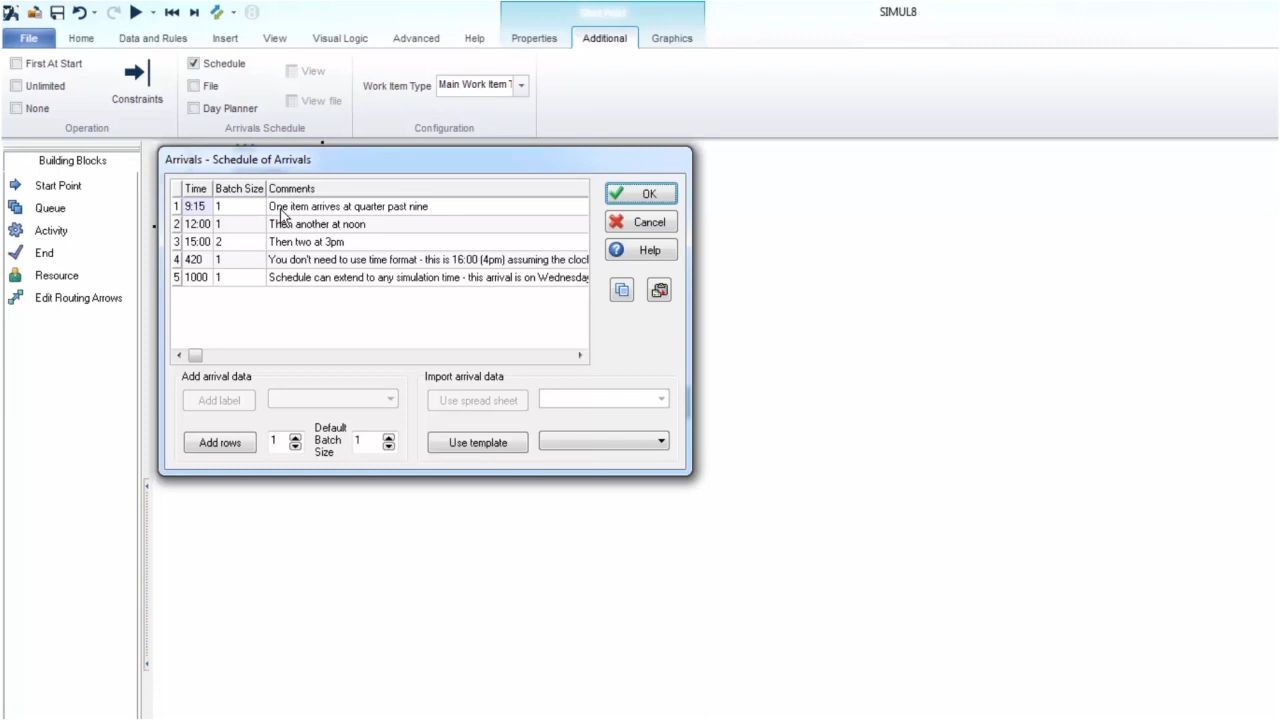 SIMUL8
File Home Data and Rules Insert View Visual Logic Advanced Help Properties Additional Graphics
First At Start
Unlimited
None
Constraints
Operation
Schedule
File
Day Planner
View
View file
Arrivals Schedule
Work Item Type Main Work Item T
Configuration
Building Blocks
Start Point
Queue
Activity
End
Resource
Edit Routing Arrows
Arrivals - Schedule of Arrivals
Time Batch Size Comments
1 9:15 1 One item arrives at quarter past nine
2 12:00 1 Then another at noon
3 15:00 2 Then two at 3pm
4 420 1 You don't need to use time format - this is 16:00 (4pm) assuming the clocl
5 1000 1 Schedule can extend to any simulation time - this arrival is on Wednesday
OK
Cancel
Help
Add arrival data
Add label
Add rows 1 Default Batch Size 1
Import arrival data
Use spread sheet
Use template